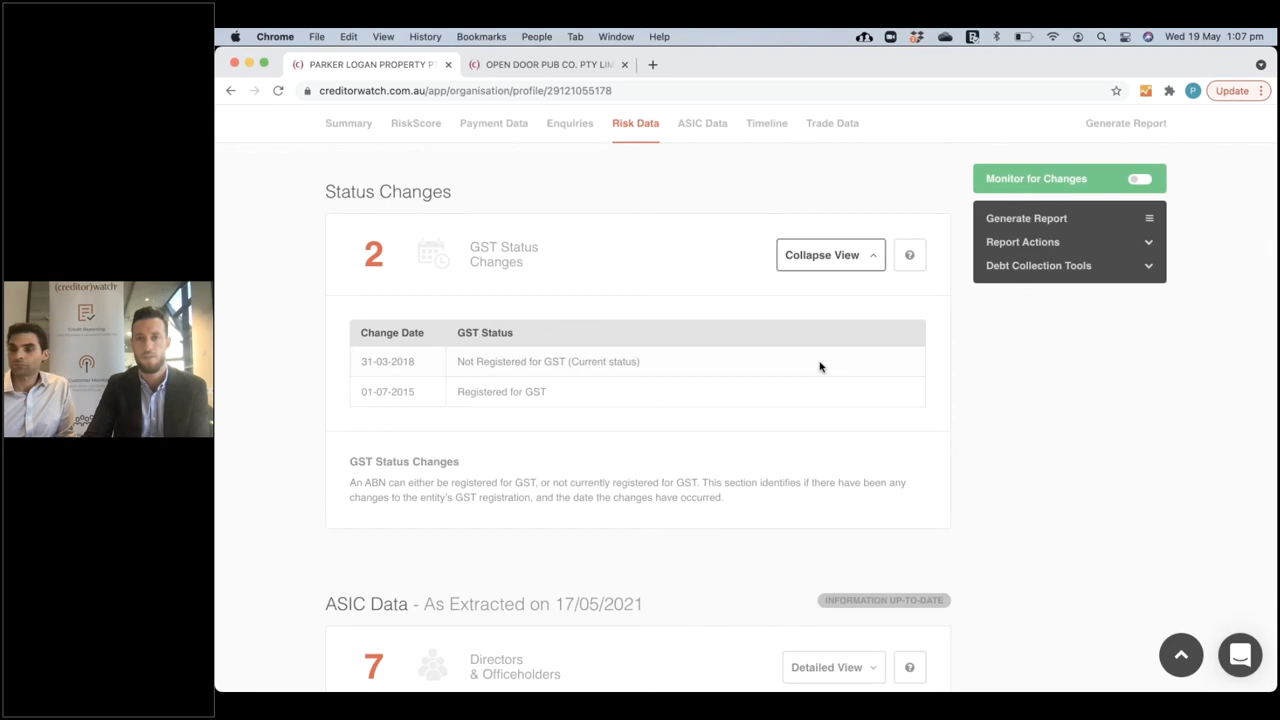 Chrome File Edit View History Bookmarks People Tab Window Help Wed 19 May 1:07 pm
PARKER LOGAN PROPERTY P
OPEN DOOR PUB CO. PTY LIM
creditorwatch.com.au/app/organisation/profile/29121055178
P
Update
Summary RiskScore Payment Data Enquiries Risk Data ASIC Data Timeline Trade Data Generate Report
Status Changes
Monitor for Changes
Generate Report
Report Actions
Debt Collection Tools
2
GST Status
Changes
Collapse View
?
Change Date GST Status
31-03-2018 Not Registered for GST (Current status)
01-07-2015 Registered for GST
GST Status Changes
An ABN can either be registered for GST, or not currently registered for GST. This section identifies if there have been any
changes to the entity's GST registration, and the date the changes have occurred.
ASIC Data - As Extracted on 17/05/2021
INFORMATION UP-TO-DATE
7
Directors
& Officeholders
Detailed View
?
(creditor)watch
Credit Reporting